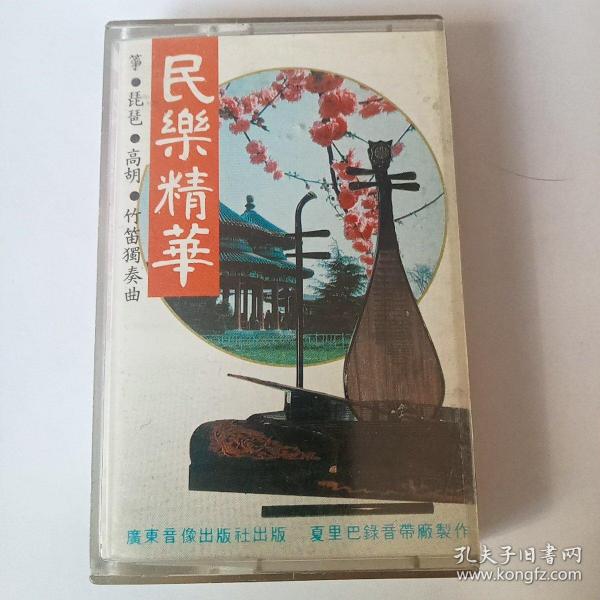 民樂精華
箏•琵琶•高胡•竹笛獨奏曲
廣東音像出版社出版 夏里巴錄音帶廠製作
孔夫子旧书网
www.kongfz.com